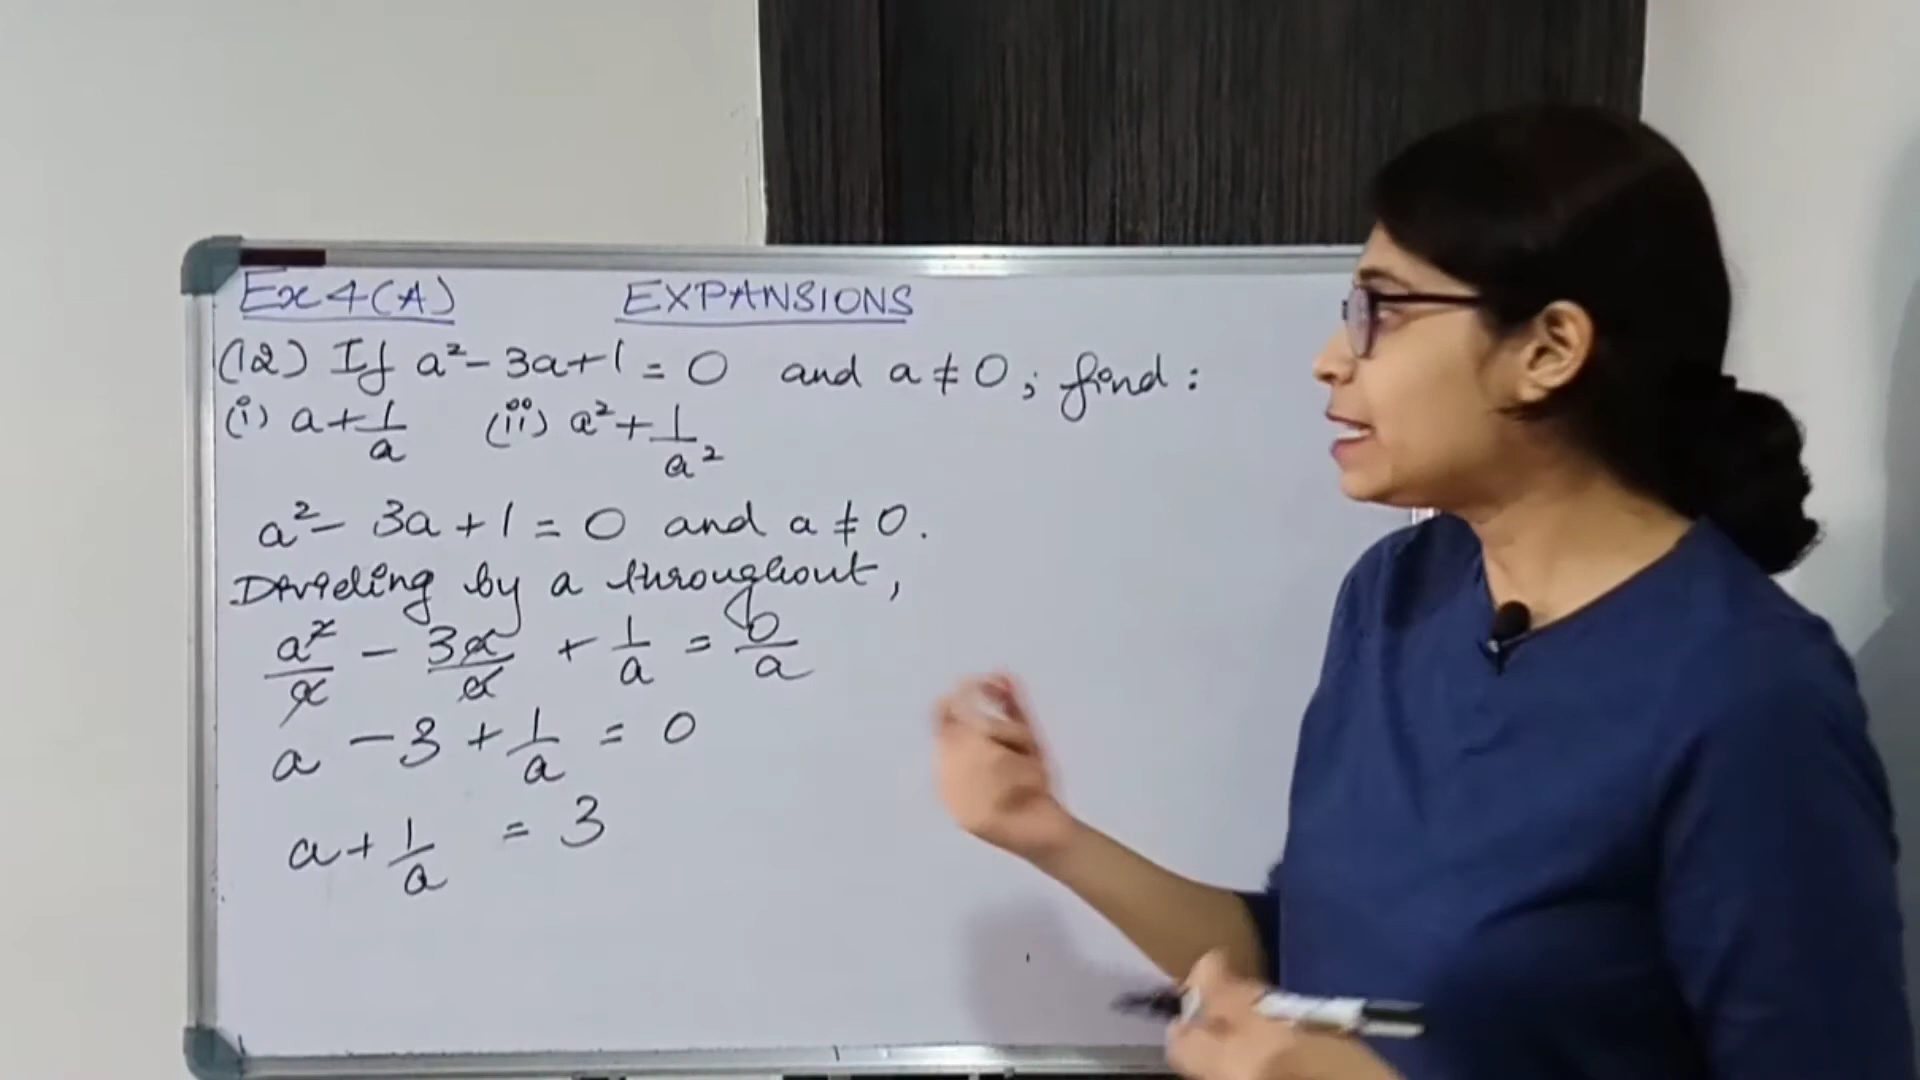 Ex 4(A) EXPANSIONS
(12) If a² - 3a + 1 = 0 and a ≠ 0; find:
(i) a + 1/a (ii) a² + 1/a²
a² - 3a + 1 = 0 and a ≠ 0.
Dividing by a throughout,
a²/a - 3a/a + 1/a = 0/a
a - 3 + 1/a = 0
a + 1/a = 3